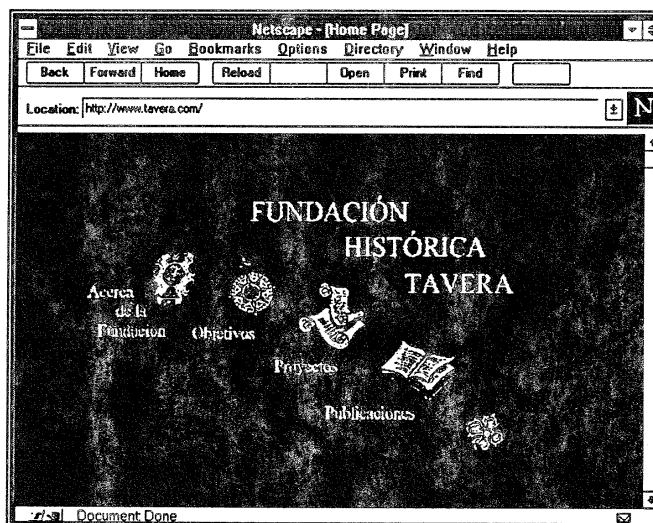 Netscape - [Home Page]
File Edit View Go Bookmarks Options Directory Window Help
Back Forward Home Reload Open Print Find
Location: http://www.tavera.com/
N
FUNDACIÓN
HISTÓRICA
TAVERA
Acerca
de la
Fundación
Objetivos
Proyectos
Publicaciones
Document Done